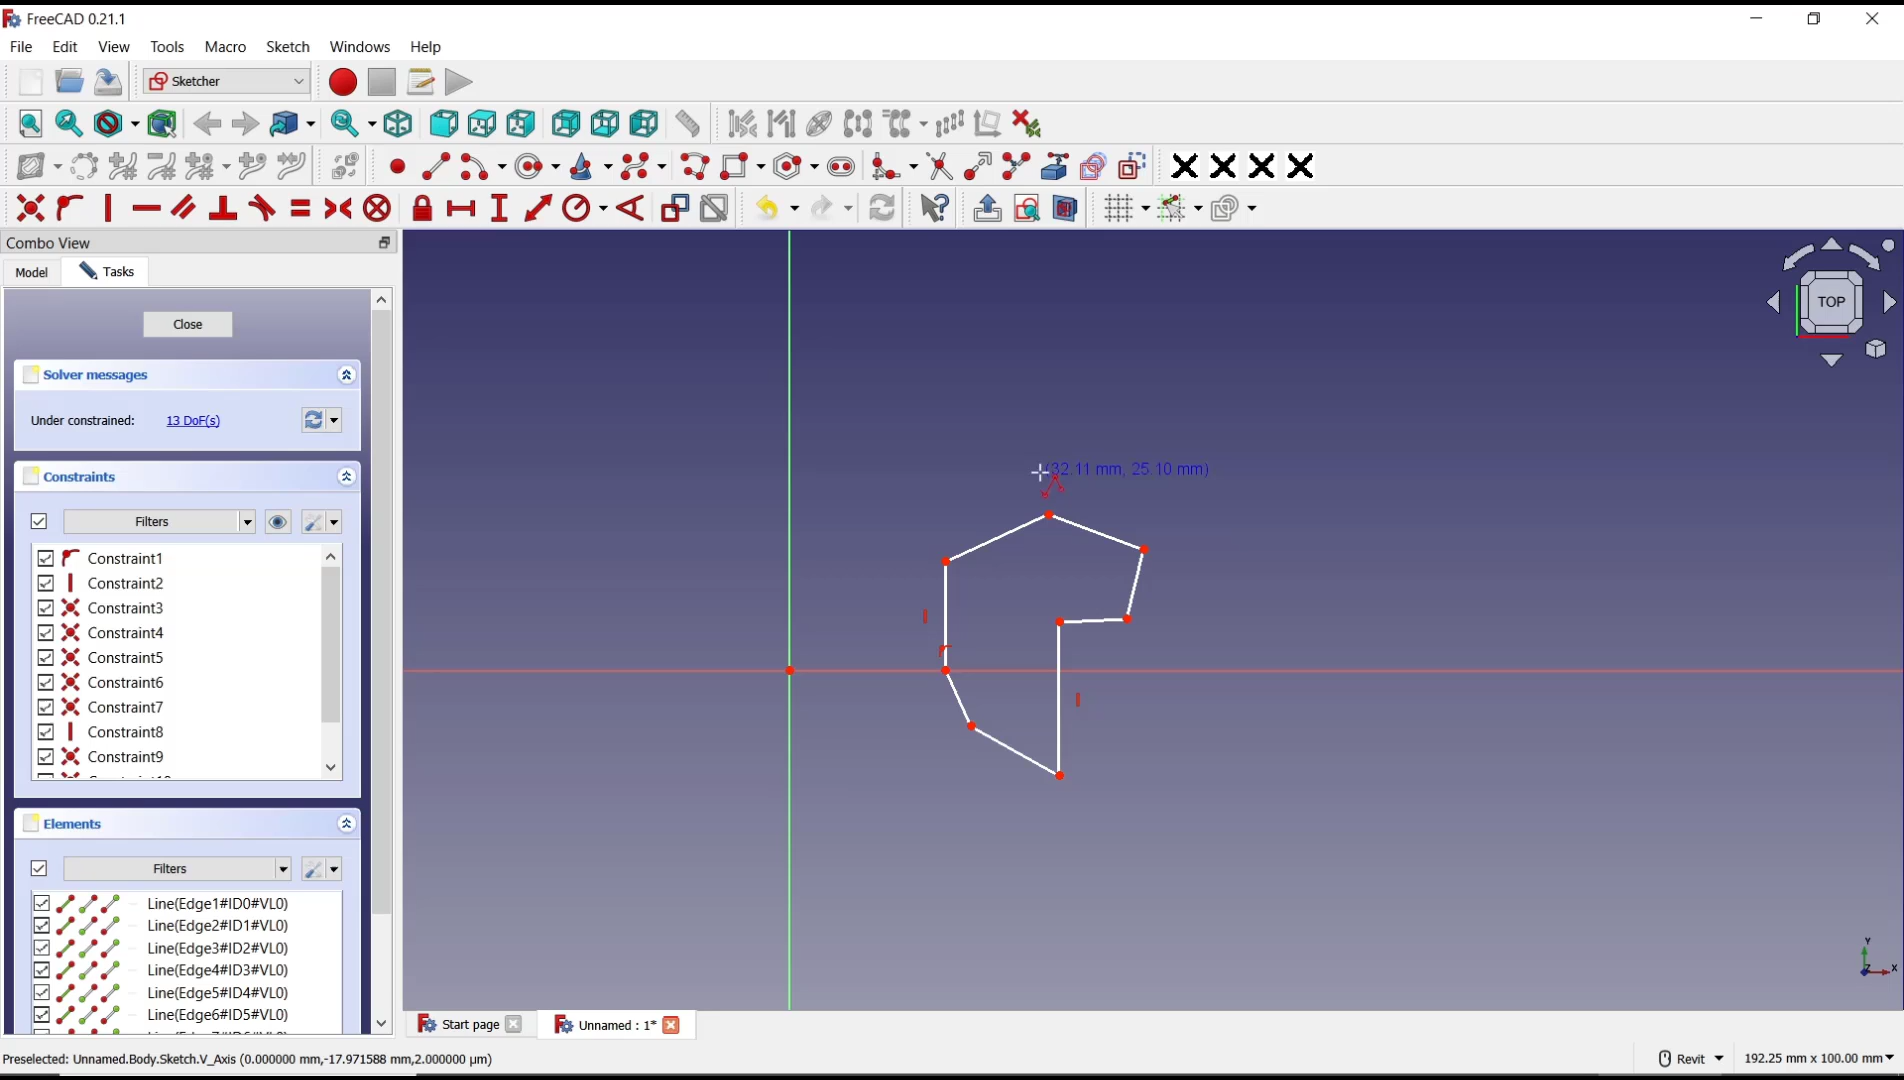 FreeCAD 0.21.1
File Edit View Tools Macro Sketch Windows Help
Sketcher
Combo View
Model Tasks
TOP
Close
Solver messages
Under constrained: 13 DoF(s)
Constraints
(32.11 mm, 25.10 mm)
Filters
Constraint1
Constraint2
Constraint3
Constraint4
Constraint5
Constraint6
Constraint7
Constraint8
Constraint9
Elements
Filters
Line(Edge1#ID0#VL0)
Line(Edge2#ID1#VL0)
Line(Edge3#ID2#VL0)
Line(Edge4#ID3#VL0)
Line(Edge5#ID4#VL0)
Line(Edge6#ID5#VL0)
Y
Z X
Start page Unnamed : 1*
Preselected: Unnamed.Body.Sketch.V_Axis (0.000000 mm,-17.971588 mm,2.000000 µm) Revit 192.25 mm x 100.00 mm